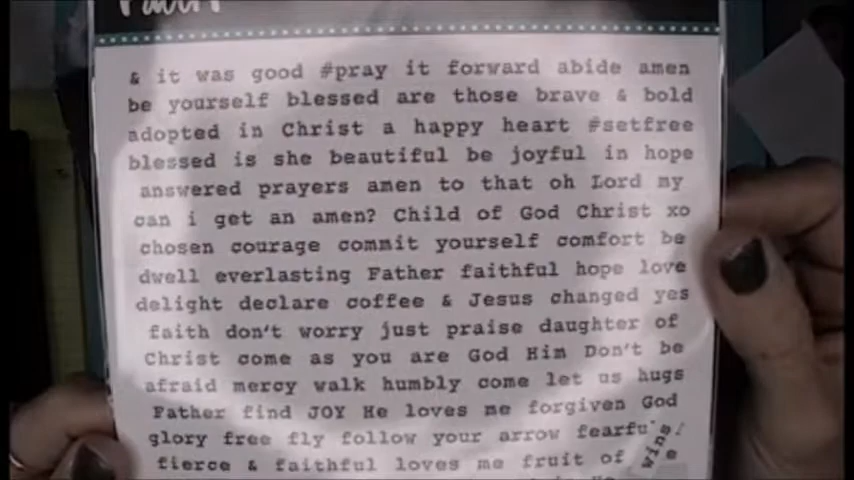 Faith
& it was good #pray it forward abide amen
be yourself blessed are those brave & bold
adopted in Christ a happy heart #setfree
blessed is she beautiful be joyful in hope
answered prayers amen to that oh Lord my
can i get an amen? Child of God Christ xo
chosen courage commit yourself comfort be
dwell everlasting Father faithful hope love
delight declare coffee & Jesus changed yes
faith don't worry just praise daughter of
Christ come as you are God Him Don't be
afraid mercy walk humbly come let us hugs
Father find JOY He loves me forgiven God
glory free fly follow your arrow
fierce & faithful loves me fruit of